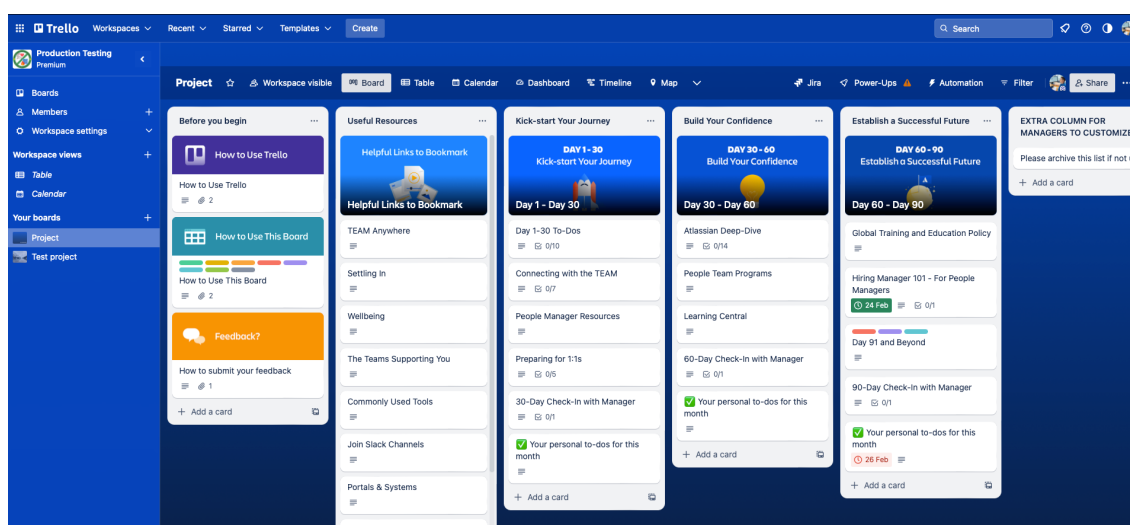 Trello
Workspaces
Recent
Starred
Templates
Create
Search
Production Testing
Premium
Boards
Members
Workspace settings
Workspace views
Table
Calendar
Your boards
Project
Test project
Project
Workspace visible
Board
Table
Calendar
Dashboard
Timeline
Map
Jira
Power-Ups
Automation
Filter
Share
Before you begin
How to Use Trello
How to Use Trello
2
How to Use This Board
How to Use This Board
2
Feedback?
How to submit your feedback
1
+ Add a card
Useful Resources
Helpful Links to Bookmark
Helpful Links to Bookmark
TEAM Anywhere
Settling In
Wellbeing
The Teams Supporting You
Commonly Used Tools
Join Slack Channels
Portals & Systems
Kick-start Your Journey
DAY 1 - 30
Kick-start Your Journey
Day 1 - Day 30
Day 1-30 To-Dos
0/10
Connecting with the TEAM
0/7
People Manager Resources
Preparing for 1:1s
0/5
30-Day Check-In with Manager
0/1
Your personal to-dos for this
month
+ Add a card
Build Your Confidence
DAY 30 - 60
Build Your Confidence
Day 30 - Day 60
Atlassian Deep-Dive
0/14
People Team Programs
Learning Central
60-Day Check-In with Manager
0/1
Your personal to-dos for this
month
+ Add a card
Establish a Successful Future
DAY 60 - 90
Establish a Successful Future
Day 60 - Day 90
Global Training and Education Policy
Hiring Manager 101 - For People
Managers
24 Feb
0/1
Day 91 and Beyond
90-Day Check-In with Manager
0/1
Your personal to-dos for this
month
26 Feb
+ Add a card
EXTRA COLUMN FOR
MANAGERS TO CUSTOMIZE
Please archive this list if not
+ Add a card